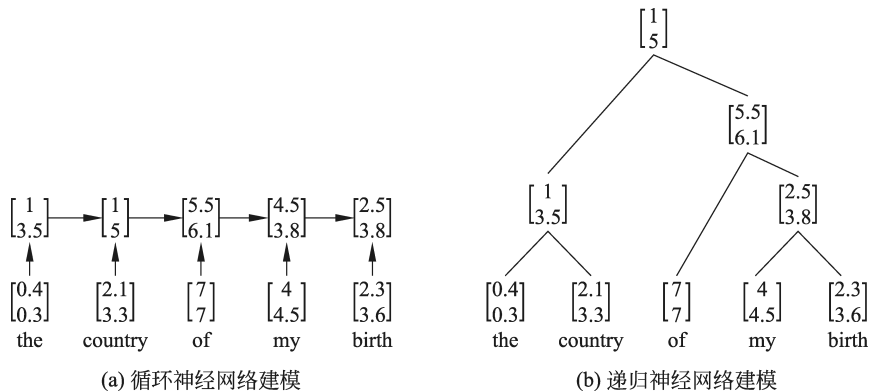 [1 5]
[5.5 6.1]
[1 3.5] [1 5] [5.5 6.1] [4.5 3.8] [2.5 3.8]
[1 3.5] [2.5 3.8]
[0.4 0.3] [2.1 3.3] [7 7] [4 4.5] [2.3 3.6]
the country of my birth
[0.4 0.3] [2.1 3.3] [7 7] [4 4.5] [2.3 3.6]
the country of my birth
(a) 循环神经网络建模
(b) 递归神经网络建模